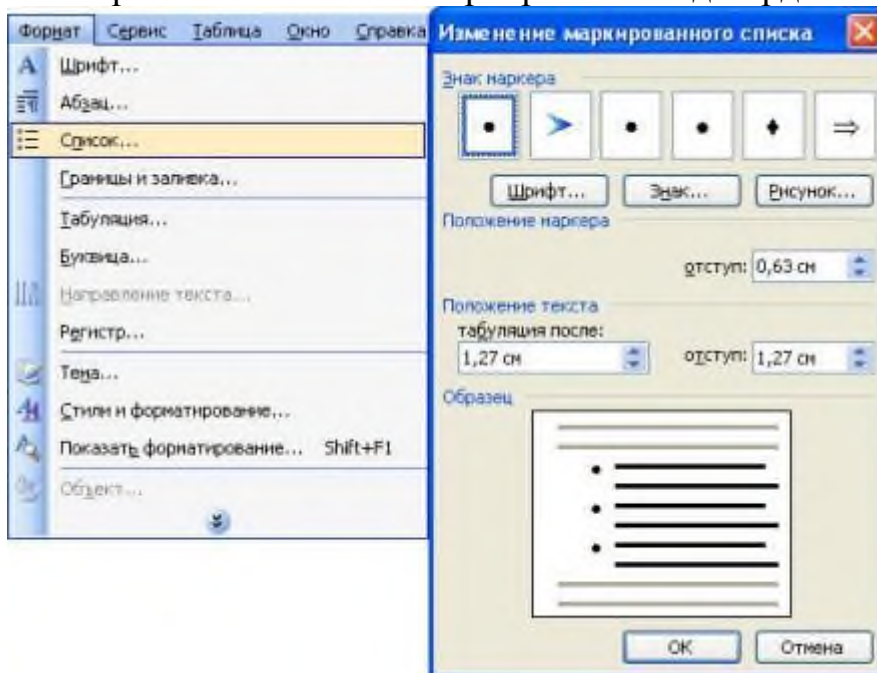 Формат Сервис Таблица Окно Справка
Шрифт...
Абзац...
Список...
Границы и заливка...
Табуляция...
Буквица...
Направление текста...
Регистр...
Тема...
Стили и форматирование...
Показать форматирование... Shift+F1
Объект...
Изменение маркированного списка
Знак маркера
Шрифт... Знак... Рисунок...
Положение маркера
отступ: 0,63 см
Положение текста
табуляция после:
1,27 см отступ: 1,27 см
Образец
ОК Отмена